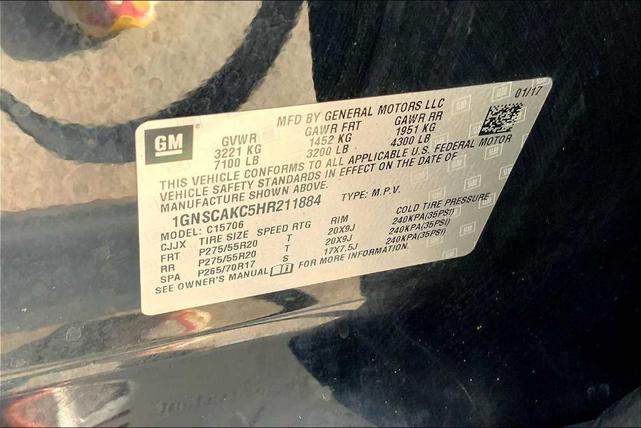 MFD BY GENERAL MOTORS LLC 01/17
GM
GVWR GAWR FRT GAWR RR
3221 KG 1452 KG 1951 KG
7100 LB 3200 LB 4300 LB
THIS VEHICLE CONFORMS TO ALL APPLICABLE U.S. FEDERAL MOTOR
VEHICLE SAFETY STANDARDS IN EFFECT ON THE DATE OF
MANUFACTURE SHOWN ABOVE.
1GNSCAKC5HR211884 TYPE: M.P.V.
MODEL: C15706
CJJX TIRE SIZE SPEED RTG RIM COLD TIRE PRESSURE
FRT P275/55R20 T 20X9J 240KPA(35PSI)
RR P275/55R20 T 20X9J 240KPA(35PSI)
SPA P265/70R17 S 17X7.5J 240KPA(35PSI)
SEE OWNER'S MANUAL FOR MORE INFORMATION.